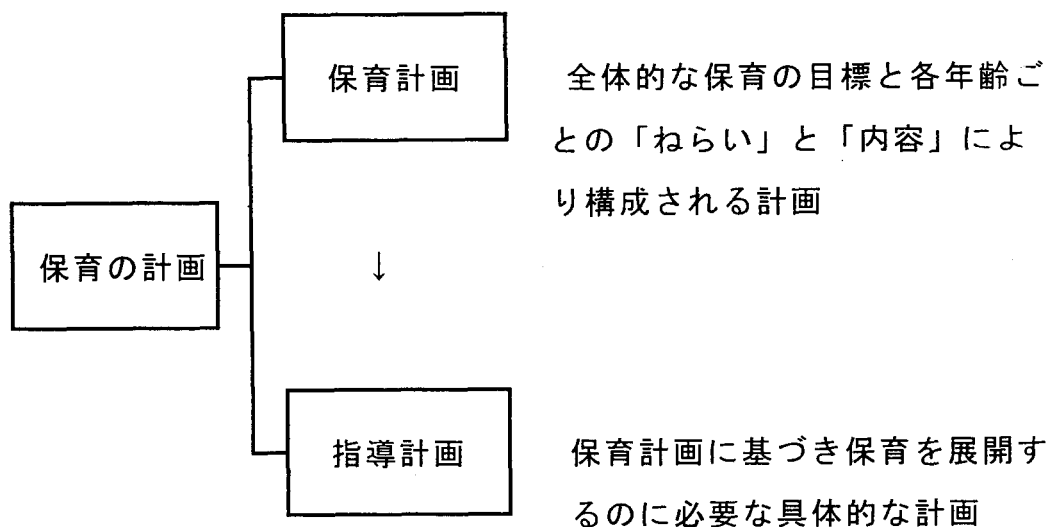 保育計画
全体的な保育の目標と各年齢ご
との「ねらい」と「内容」によ
り構成される計画
保育の計画
↓
指導計画
保育計画に基づき保育を展開す
るのに必要な具体的な計画